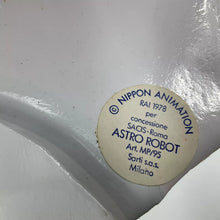 © NIPPON ANIMATION
RAI 1978
per
concessione
SACIS-Roma
ASTRO ROBOT
Art. MP/95
Sarti s.a.s.
Milano